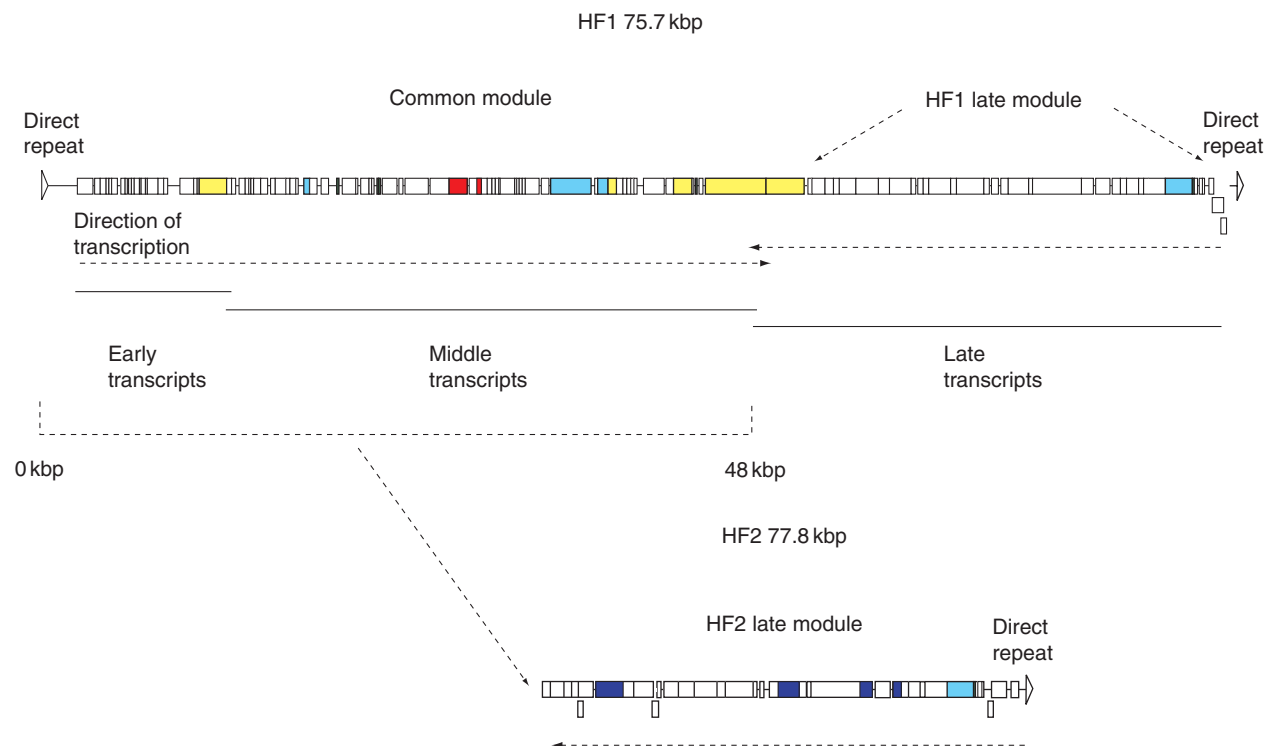 HF1 75.7 kbp
Common module
HF1 late module
Direct
repeat
Direct
repeat
Direction of
transcription
Early
transcripts
Middle
transcripts
Late
transcripts
0 kbp
48 kbp
HF2 77.8 kbp
HF2 late module
Direct
repeat